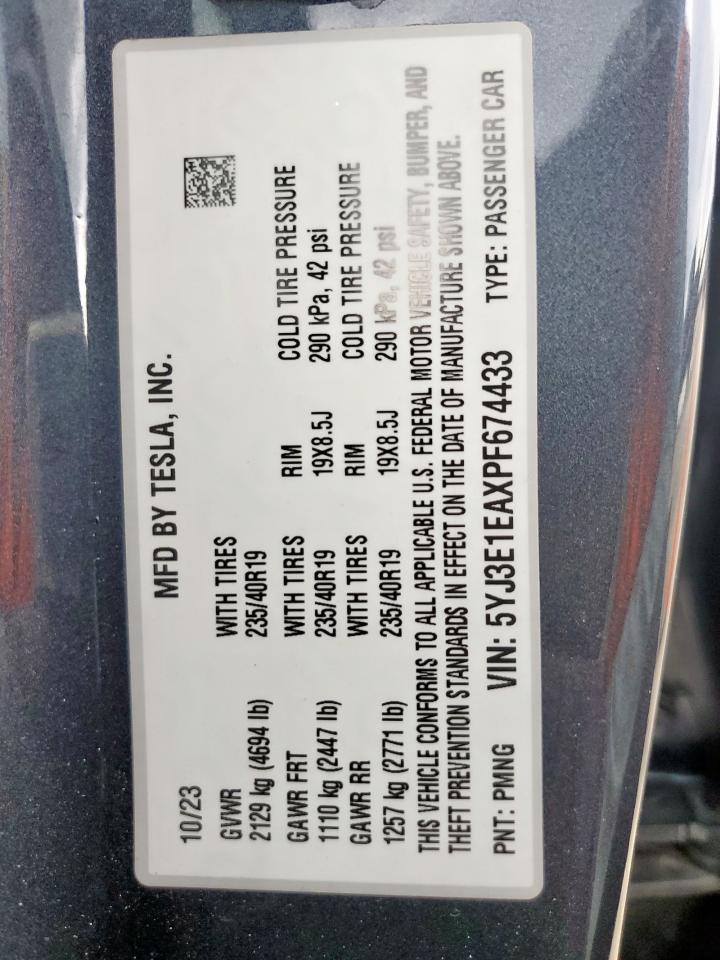 MFD BY TESLA, INC.
10/23
GVWR WITH TIRES
2129 kg (4694 lb) 235/40R19
GAWR FRT WITH TIRES RIM COLD TIRE PRESSURE
1110 kg (2447 lb) 235/40R19 19X8.5J 290 kPa, 42 psi
GAWR RR WITH TIRES RIM COLD TIRE PRESSURE
1257 kg (2771 lb) 235/40R19 19X8.5J 290 kPa, 42 psi
THIS VEHICLE CONFORMS TO ALL APPLICABLE U.S. FEDERAL MOTOR VEHICLE SAFETY, BUMPER, AND
THEFT PREVENTION STANDARDS IN EFFECT ON THE DATE OF MANUFACTURE SHOWN ABOVE.
PNT: PMNG VIN: 5YJ3E1EAXPF674433 TYPE: PASSENGER CAR